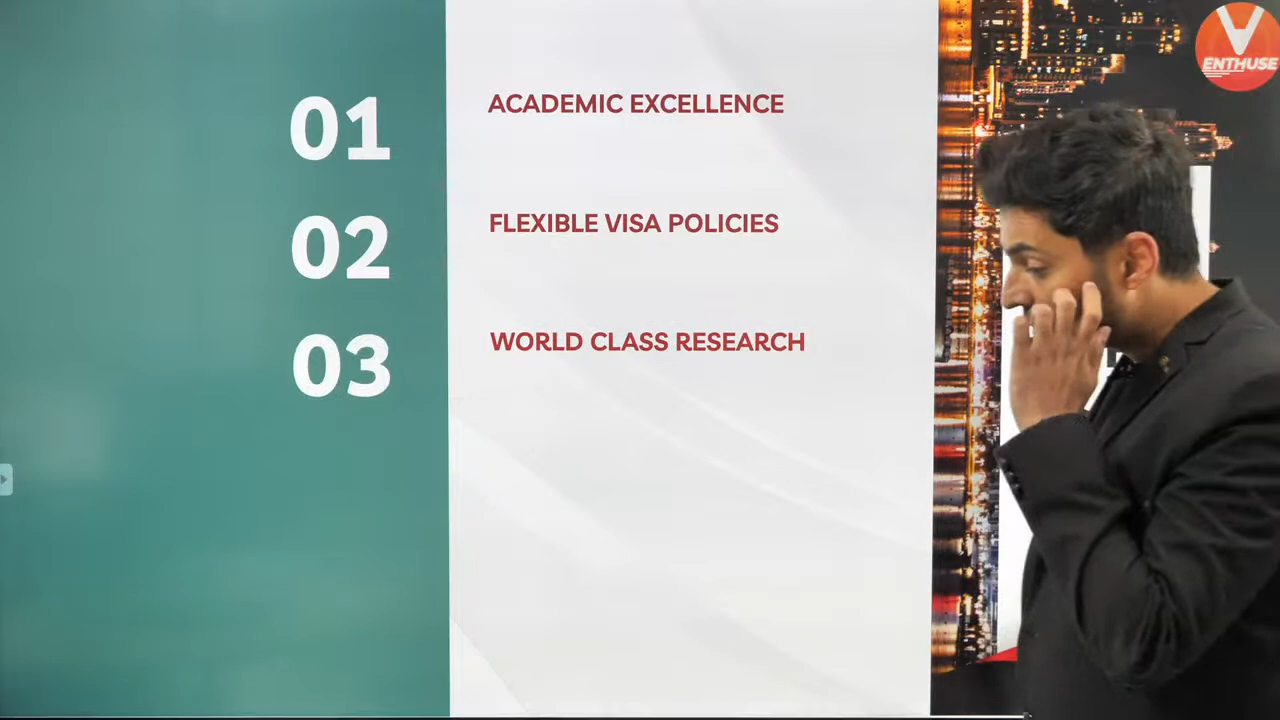 01 ACADEMIC EXCELLENCE
02 FLEXIBLE VISA POLICIES
03 WORLD CLASS RESEARCH
V
ENTHUSE